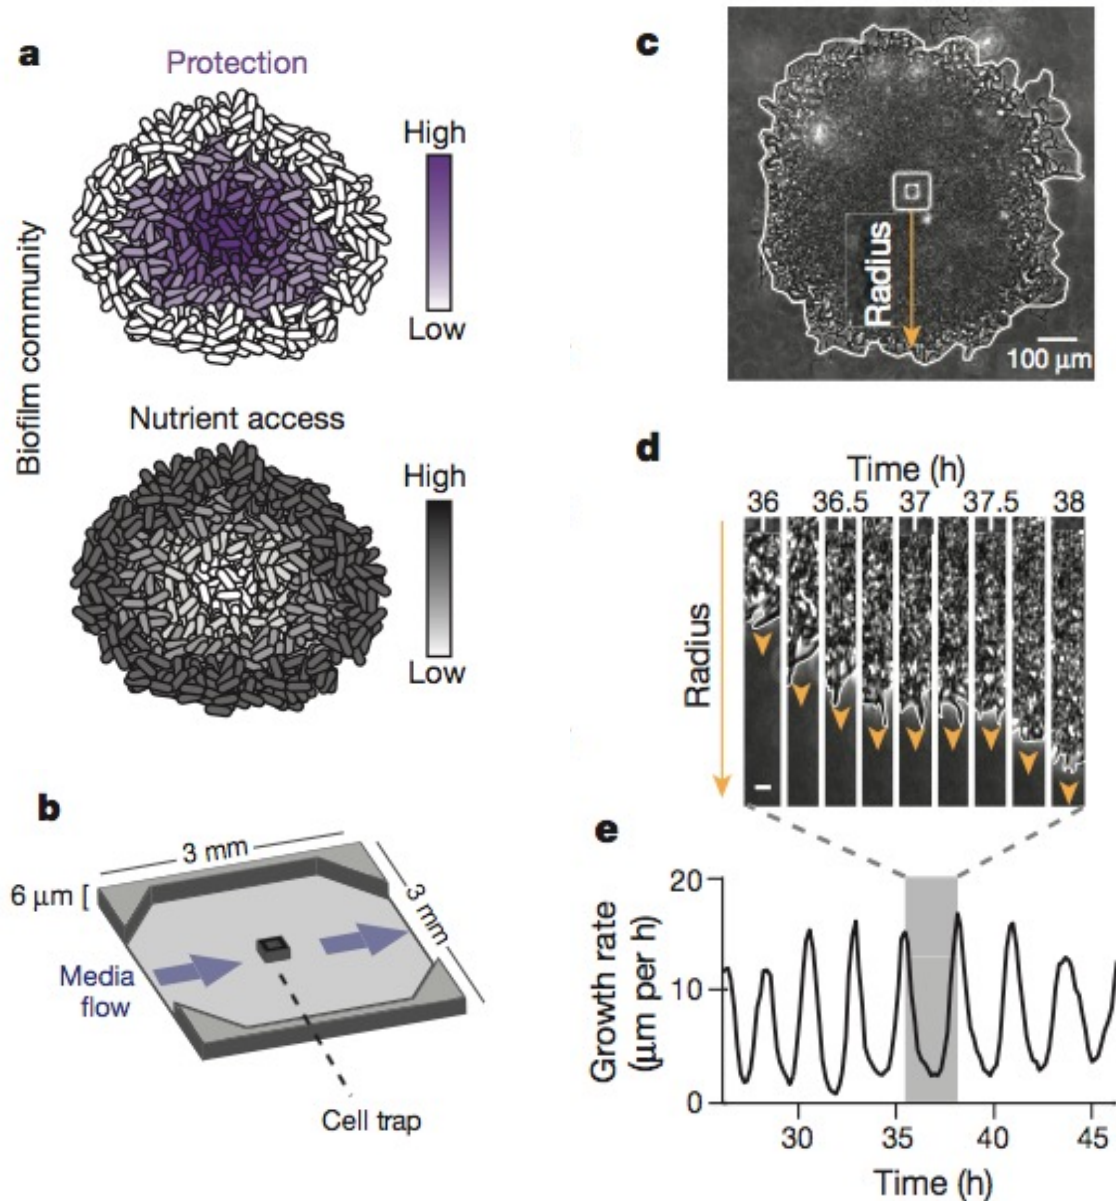 a
Protection
High
Low
Biofilm community
Nutrient access
High
Low
b
3 mm
3 mm
6 μm [
Media
flow
Cell trap
c
Radius
100 μm
d
Time (h)
36 36.5 37 37.5 38
Radius
e
20
10
0
Growth rate
(μm per h)
30 35 40 45
Time (h)